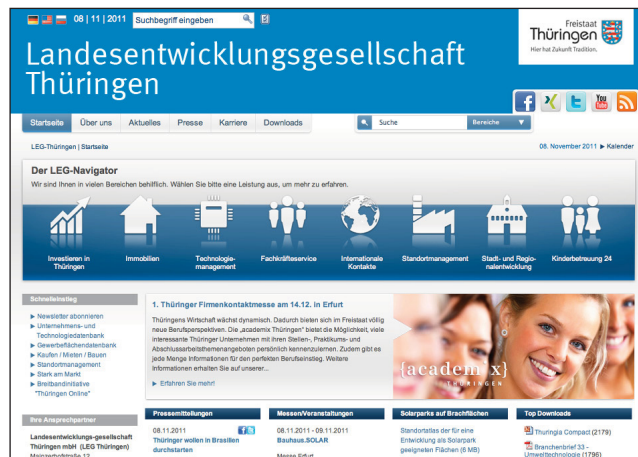 08 | 11 | 2011 Suchbegriff eingeben
Freistaat
Thüringen
Hier hat Zukunft Tradition.
Landesentwicklungsgesellschaft
Thüringen
Startseite Über uns Aktuelles Presse Karriere Downloads
Suche Bereiche
LEG-Thüringen | Startseite
08. November 2011 ▶ Kalender
Der LEG-Navigator
Wir sind Ihnen in vielen Bereichen behilflich. Wählen Sie bitte eine Leistung aus, um mehr zu erfahren.
Investieren in
Thüringen
Immobilien
Technologie-
management
Fachkräfteservice
Internationale
Kontakte
Standortmanagement
Stadt- und Regio-
nalentwicklung
Kinderbetreuung 24
Schnelleinstieg
▶ Newsletter abonnieren
▶ Unternehmens- und
Technologiedatenbank
▶ Gewerbeflächendatenbank
▶ Kaufen / Mieten / Bauen
▶ Standortmanagement
▶ Stark am Markt
▶ Breitbandinitiative
"Thüringen Online"
1. Thüringer Firmenkontaktmesse am 14.12. in Erfurt
Thüringens Wirtschaft wächst dynamisch. Dadurch bieten sich im Freistaat völlig
neue Berufsperspektiven. Die „academix Thüringen" bietet die Möglichkeit, viele
interessante Thüringer Unternehmen mit ihren Stellen-, Praktikums- und
Abschlussarbeitsthemenangeboten persönlich kennenzulernen. Zudem gibt es
jede Menge Informationen für den perfekten Berufseinstieg. Weitere
Informationen erhalten Sie auf unserer...
▶ Erfahren Sie mehr!
{academix}
THÜRINGEN
Ihre Ansprechpartner
Landesentwicklungs-gesellschaft
Thüringen mbH (LEG Thüringen)
Mainzerhofstraße 12
Pressemitteilungen
08.11.2011
Thüringer wollen in Brasilien
durchstarten
Messen/Veranstaltungen
08.11.2011 - 09.11.2011
Bauhaus.SOLAR
Messe Erfurt
Solarparks auf Brachflächen
Standortatlas der für eine
Entwicklung als Solarpark
geeigneten Flächen (6 MB)
Top Downloads
Thuringia Compact (2179)
Branchenbrief 33 -
Umwelttechnologie (1796)